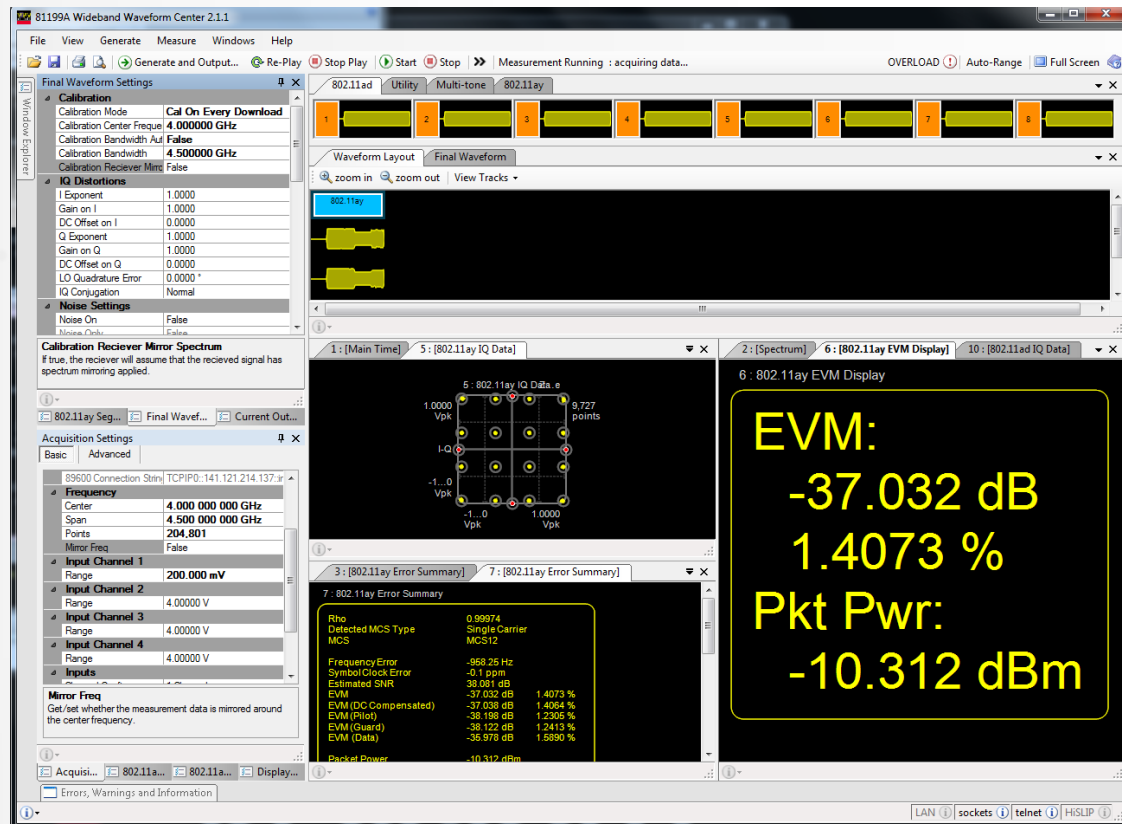 81199A Wideband Waveform Center 2.1.1
File View Generate Measure Windows Help
Generate and Output... Re-Play Stop Play Start Stop Measurement Running : acquiring data... OVERLOAD Auto-Range Full Screen
Window Explorer
Final Waveform Settings
Calibration
Calibration Mode Cal On Every Download
Calibration Center Freque 4.000000 GHz
Calibration Bandwidth Aut False
Calibration Bandwidth 4.500000 GHz
Calibration Reciever Mirrc False
IQ Distortions
I Exponent 1.0000
Gain on I 1.0000
DC Offset on I 0.0000
Q Exponent 1.0000
Gain on Q 1.0000
DC Offset on Q 0.0000
LO Quadrature Error 0.0000 °
IQ Conjugation Normal
Noise Settings
Noise On False
Noise Only False
Calibration Reciever Mirror Spectrum
If true, the reciever will assume that the recieved signal has
spectrum mirroring applied.
802.11ay Seg... Final Wavef... Current Out...
Acquisition Settings
Basic Advanced
89600 Connection Strin TCPIP0::141.121.214.137::ir
Frequency
Center 4.000 000 000 GHz
Span 4.500 000 000 GHz
Points 204,801
Mirror Freq False
Input Channel 1
Range 200.000 mV
Input Channel 2
Range 4.00000 V
Input Channel 3
Range 4.00000 V
Input Channel 4
Range 4.00000 V
Inputs
Mirror Freq
Get/set whether the measurement data is mirrored around
the center frequency.
Acquisi... 802.11a... 802.11a... Display...
Errors, Warnings and Information
802.11ad Utility Multi-tone 802.11ay
1 2 3 4 5 6 7 8
Waveform Layout Final Waveform
zoom in zoom out View Tracks
802.11ay
1 : [Main Time] 5 : [802.11ay IQ Data]
5 : 802.11ay IQ Data
1.0000
Vpk
9,727
points
I-Q
-1...0
Vpk
-1...0
Vpk
1.0000
Vpk
3 : [802.11ay Error Summary] 7 : [802.11ay Error Summary]
7 : 802.11ay Error Summary
Rho 0.99974
Detected MCS Type Single Carrier
MCS MCS12
Frequency Error -958.25 Hz
Symbol Clock Error -0.1 ppm
Estimated SNR 38.081 dB
EVM -37.032 dB 1.4073 %
EVM (DC Compensated) -37.038 dB 1.4064 %
EVM (Pilot) -38.198 dB 1.2305 %
EVM (Guard) -38.122 dB 1.2413 %
EVM (Data) -35.978 dB 1.5890 %
Packet Power -10.312 dBm
2 : [Spectrum] 6 : [802.11ay EVM Display] 10 : [802.11ad IQ Data]
6 : 802.11ay EVM Display
EVM:
-37.032 dB
1.4073 %
Pkt Pwr:
-10.312 dBm
LAN sockets telnet HiSLIP